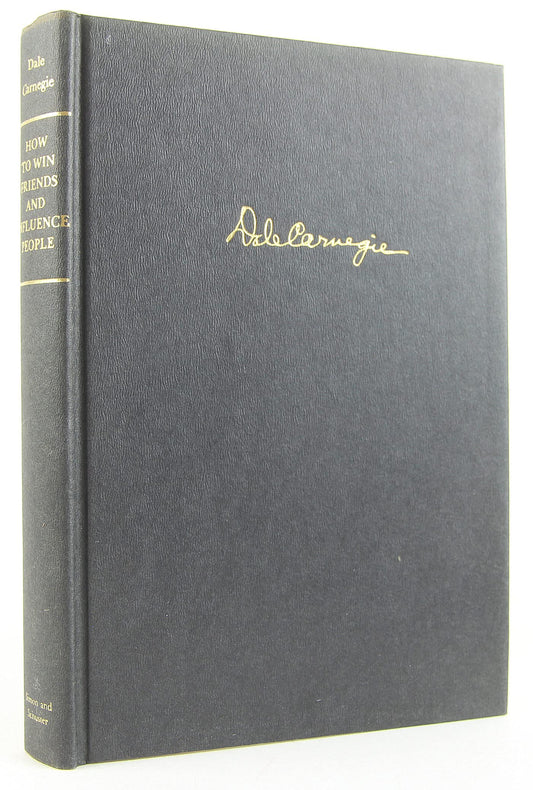 Dale
Carnegie
HOW
TO WIN
FRIENDS
AND
INFLUENCE
PEOPLE
Simon and
Schuster
Dale Carnegie